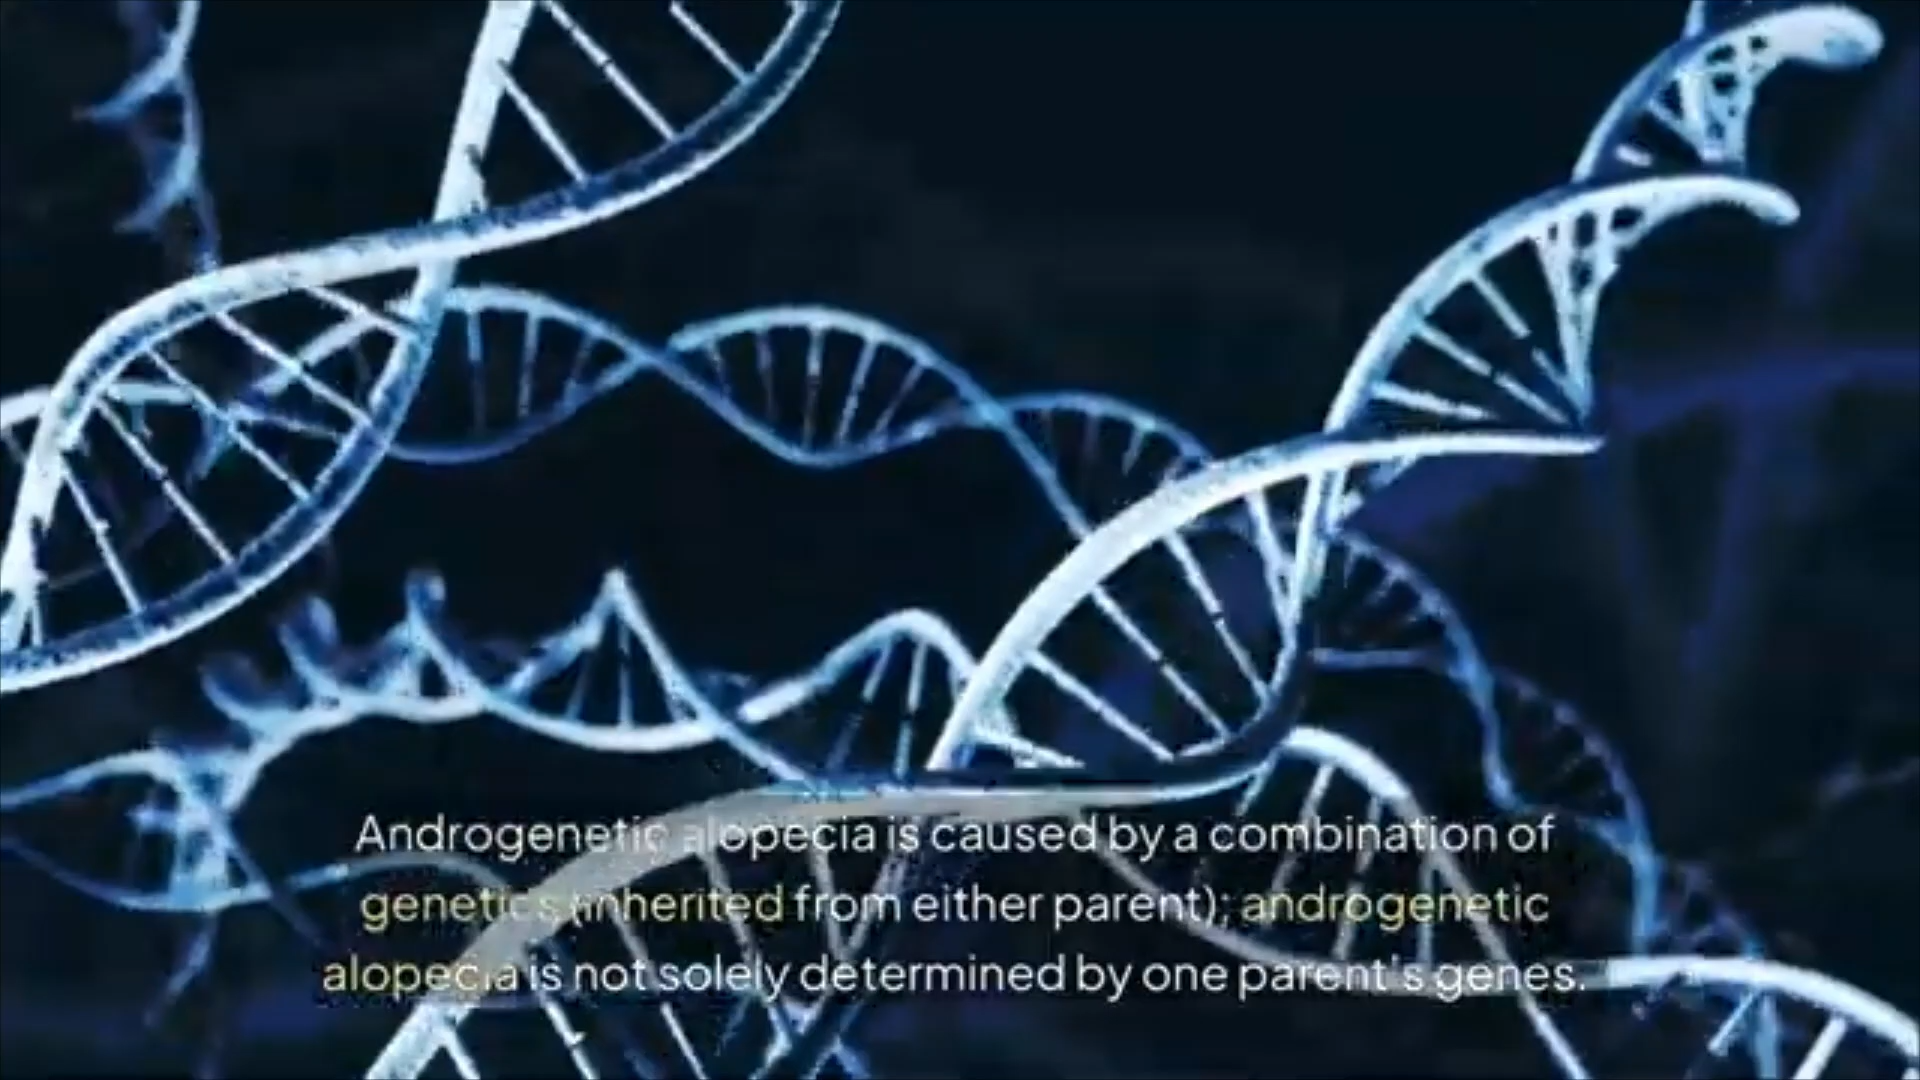 Androgenetic alopecia is caused by a combination of
genetics (inherited from either parent); androgenetic
alopecia is not solely determined by one parent's genes.